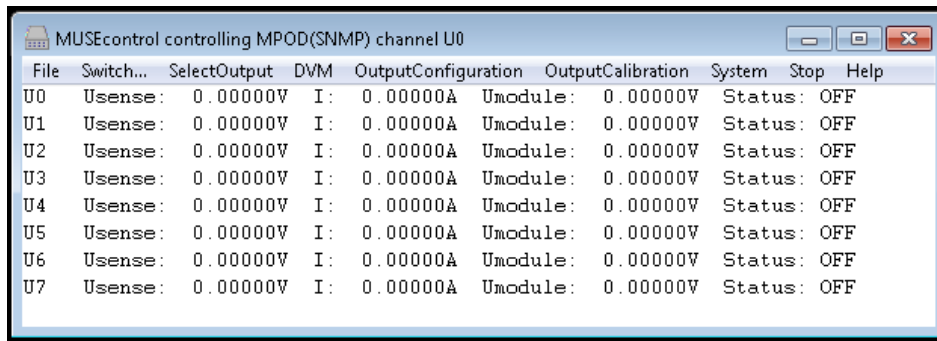 MUSEcontrol controlling MPOD(SNMP) channel U0
File Switch... SelectOutput DVM OutputConfiguration OutputCalibration System Stop Help
U0 Usense: 0.00000V I: 0.00000A Umodule: 0.00000V Status: OFF
U1 Usense: 0.00000V I: 0.00000A Umodule: 0.00000V Status: OFF
U2 Usense: 0.00000V I: 0.00000A Umodule: 0.00000V Status: OFF
U3 Usense: 0.00000V I: 0.00000A Umodule: 0.00000V Status: OFF
U4 Usense: 0.00000V I: 0.00000A Umodule: 0.00000V Status: OFF
U5 Usense: 0.00000V I: 0.00000A Umodule: 0.00000V Status: OFF
U6 Usense: 0.00000V I: 0.00000A Umodule: 0.00000V Status: OFF
U7 Usense: 0.00000V I: 0.00000A Umodule: 0.00000V Status: OFF